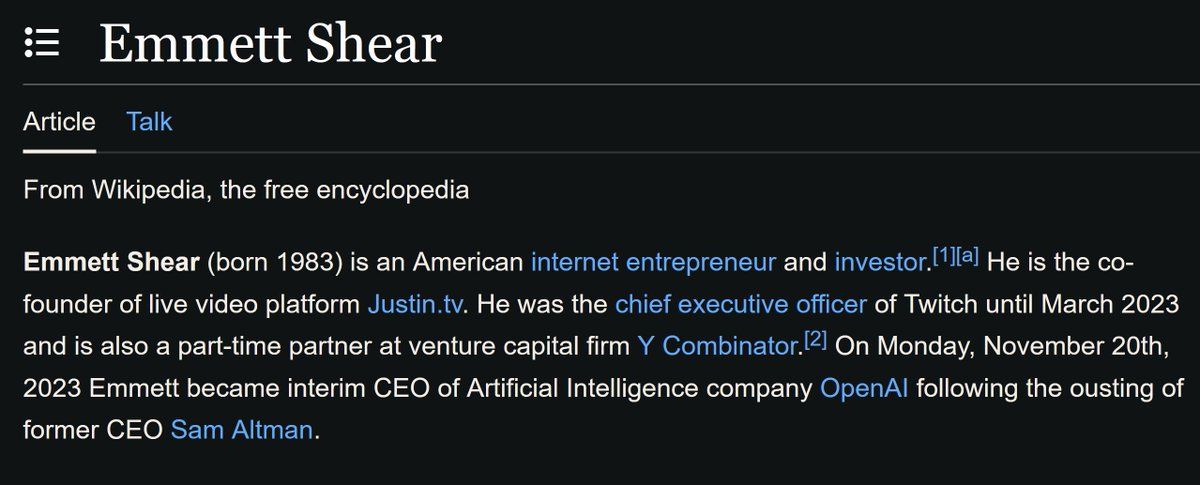 Emmett Shear
Article Talk
From Wikipedia, the free encyclopedia
Emmett Shear (born 1983) is an American internet entrepreneur and investor.[1][a] He is the co-
founder of live video platform Justin.tv. He was the chief executive officer of Twitch until March 2023
and is also a part-time partner at venture capital firm Y Combinator.[2] On Monday, November 20th,
2023 Emmett became interim CEO of Artificial Intelligence company OpenAI following the ousting of
former CEO Sam Altman.